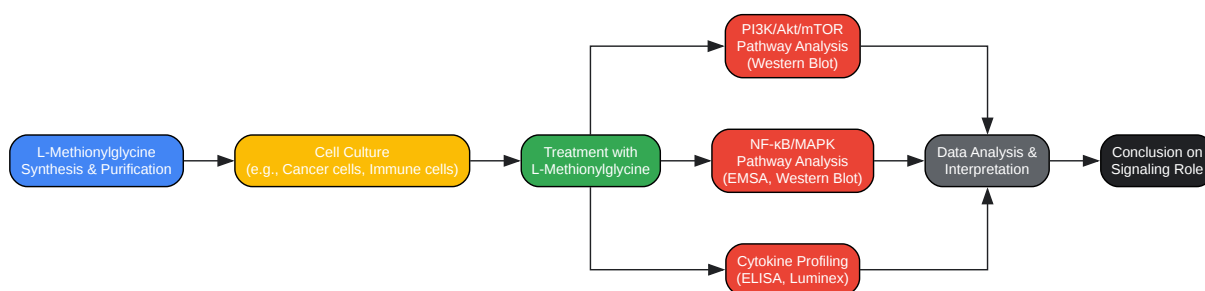 L-Methionylglycine
Synthesis & Purification
Cell Culture
(e.g., Cancer cells, Immune cells)
Treatment with
L-Methionylglycine
PI3K/Akt/mTOR
Pathway Analysis
(Western Blot)
NF-κB/MAPK
Pathway Analysis
(EMSA, Western Blot)
Cytokine Profiling
(ELISA, Luminex)
Data Analysis &
Interpretation
Conclusion on
Signaling Role